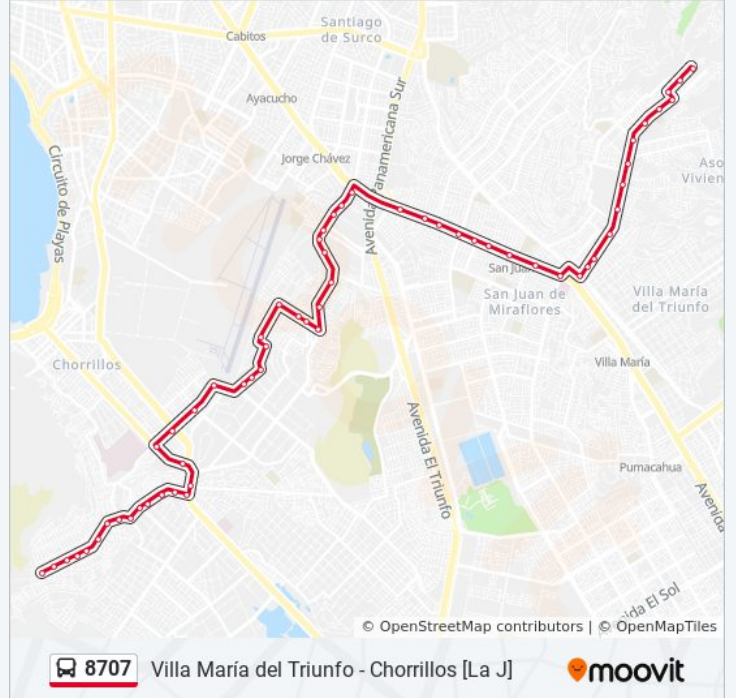 Santiago
de Surco
Cabitos
Ayacucho
Avenida Panamericana Sur
Jorge Chávez
Circuito de Playas
Aso
Vivien
San Juan
San Juan de
Miraflores
Villa María
del Triunfo
Chorrillos
Villa María
Avenida El Triunfo
Pumacahua
Avenida
nida El Sol
© OpenStreetMap contributors | © OpenMapTiles
8707 Villa María del Triunfo - Chorrillos [La J] moovit